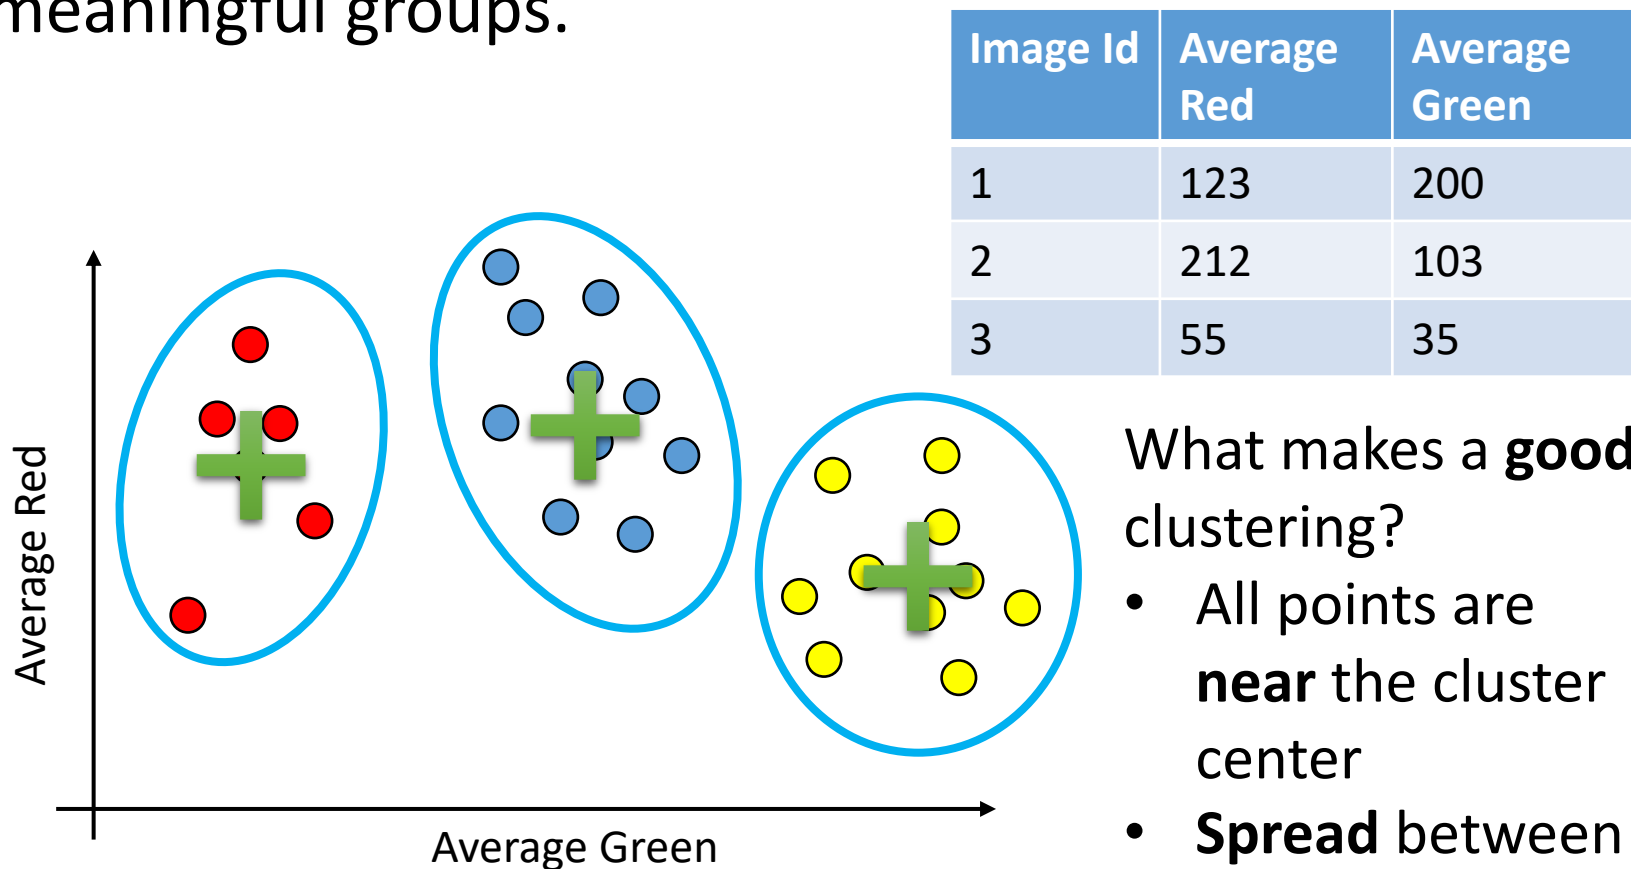 meaningful groups.
Image Id Average Red Average Green
1 123 200
2 212 103
3 55 35
Average Red
Average Green
What makes a good
clustering?
• All points are
near the cluster
center
• Spread between